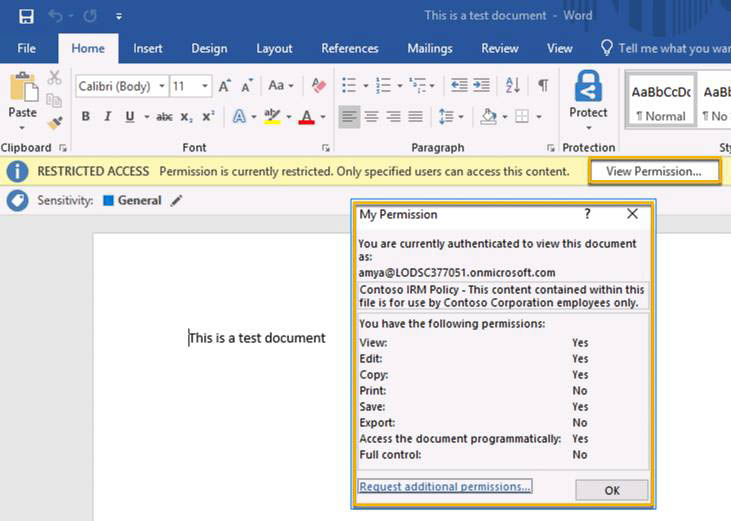 This is a test document - Word
File Home Insert Design Layout References Mailings Review View Tell me what you wan
Calibri (Body) 11 A A Aa A
AaBbCcDc AaBb
Paste
B I U abc x₂ x² A aby A
Protect
¶ Normal ¶ No S
Clipboard Font Paragraph Protection Sty
RESTRICTED ACCESS Permission is currently restricted. Only specified users can access this content. View Permission...
Sensitivity: General
My Permission ?
You are currently authenticated to view this document
as:
amya@LODSC377051.onmicrosoft.com
Contoso IRM Policy - This content contained within this
file is for use by Contoso Corporation employees only.
You have the following permissions:
View: Yes
Edit: Yes
Copy: Yes
Print: No
Save: Yes
Export: No
Access the document programmatically: Yes
Full control: No
Request additional permissions... OK
This is a test document